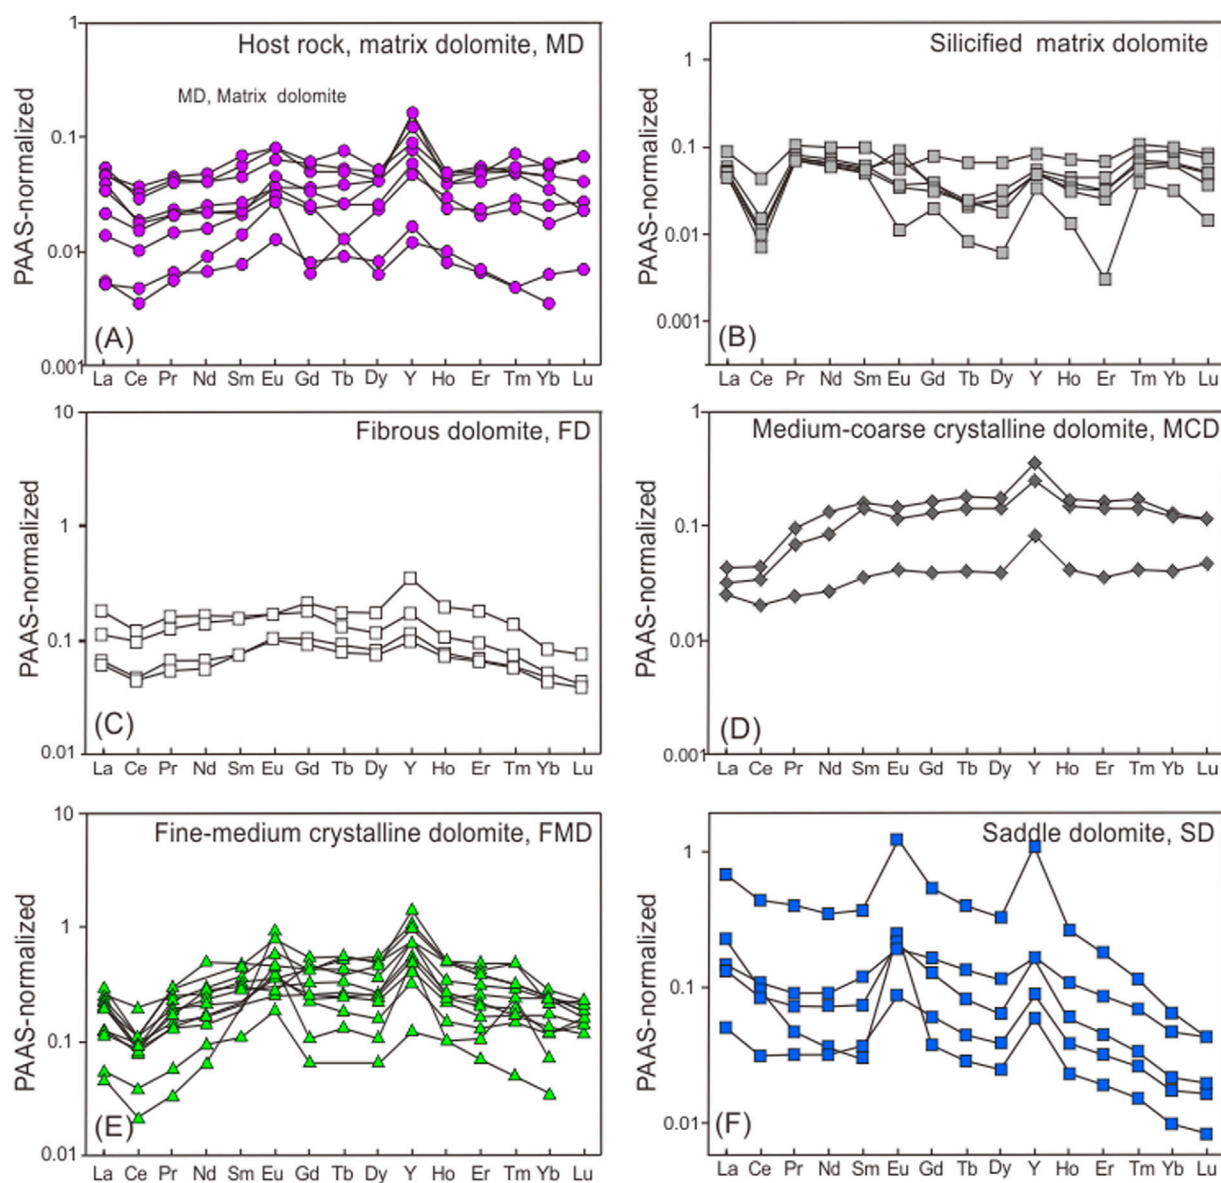 Host rock, matrix dolomite, MD
MD, Matrix dolomite
PAAS-normalized
1
0.1
0.01
0.001
(A)
La Ce Pr Nd Sm Eu Gd Tb Dy Y Ho Er Tm Yb Lu
Silicified matrix dolomite
PAAS-normalized
1
0.1
0.01
0.001
(B)
La Ce Pr Nd Sm Eu Gd Tb Dy Y Ho Er Tm Yb Lu
Fibrous dolomite, FD
PAAS-normalized
10
1
0.1
0.01
(C)
La Ce Pr Nd Sm Eu Gd Tb Dy Y Ho Er Tm Yb Lu
Medium-coarse crystalline dolomite, MCD
PAAS-normalized
1
0.1
0.01
0.001
(D)
La Ce Pr Nd Sm Eu Gd Tb Dy Y Ho Er Tm Yb Lu
Fine-medium crystalline dolomite, FMD
PAAS-normalized
10
1
0.1
0.01
(E)
La Ce Pr Nd Sm Eu Gd Tb Dy Y Ho Er Tm Yb Lu
Saddle dolomite, SD
PAAS-normalized
1
0.1
0.01
(F)
La Ce Pr Nd Sm Eu Gd Tb Dy Y Ho Er Tm Yb Lu